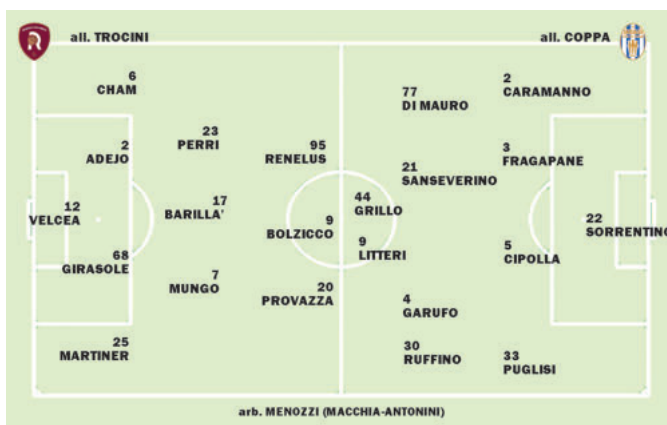 all. TROCINI
all. COPPA
6
CHAM
2
ADEJO
12
VELCEA
68
GIRASOLE
25
MARTINER
23
PERRI
17
BARILLA'
7
MUNGO
95
RENELUS
9
BOLZICCO
20
PROVAZZA
44
GRILLO
9
LITTERI
77
DI MAURO
21
SANSEVERINO
4
GARUFO
30
RUFFINO
2
CARAMANNO
3
FRAGAPANE
5
CIPOLLA
33
PUGLISI
22
SORRENTINO
arb. MENOZZI (MACCHIA-ANTONINI)